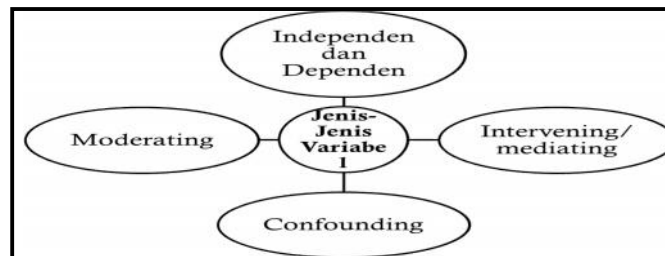 Independen
dan
Dependen
Moderating
Jenis-
Jenis
Variabe
l
Intervening/
mediating
Confounding